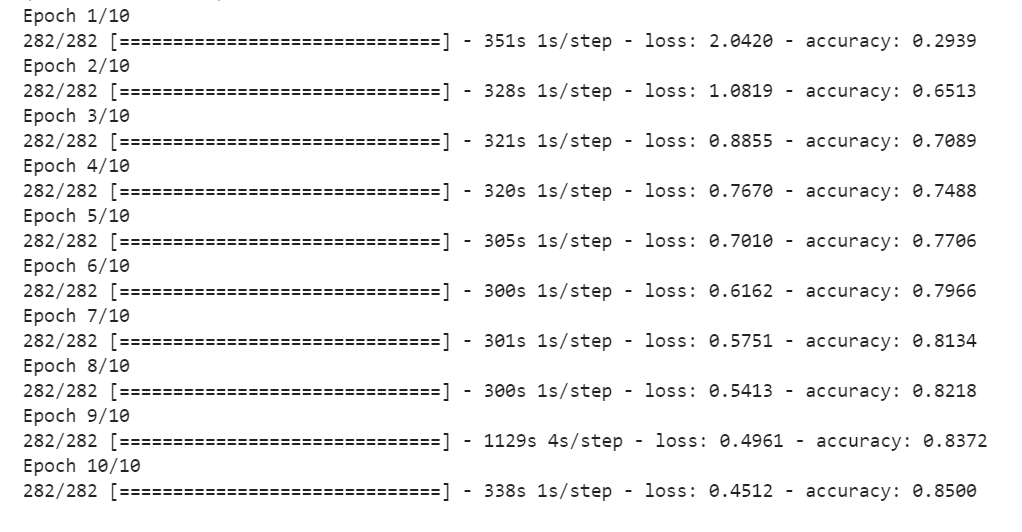 Epoch 1/10
282/282 [==============================] - 351s 1s/step - loss: 2.0420 - accuracy: 0.2939
Epoch 2/10
282/282 [==============================] - 328s 1s/step - loss: 1.0819 - accuracy: 0.6513
Epoch 3/10
282/282 [==============================] - 321s 1s/step - loss: 0.8855 - accuracy: 0.7089
Epoch 4/10
282/282 [==============================] - 320s 1s/step - loss: 0.7670 - accuracy: 0.7488
Epoch 5/10
282/282 [==============================] - 305s 1s/step - loss: 0.7010 - accuracy: 0.7706
Epoch 6/10
282/282 [==============================] - 300s 1s/step - loss: 0.6162 - accuracy: 0.7966
Epoch 7/10
282/282 [==============================] - 301s 1s/step - loss: 0.5751 - accuracy: 0.8134
Epoch 8/10
282/282 [==============================] - 300s 1s/step - loss: 0.5413 - accuracy: 0.8218
Epoch 9/10
282/282 [==============================] - 1129s 4s/step - loss: 0.4961 - accuracy: 0.8372
Epoch 10/10
282/282 [==============================] - 338s 1s/step - loss: 0.4512 - accuracy: 0.8500